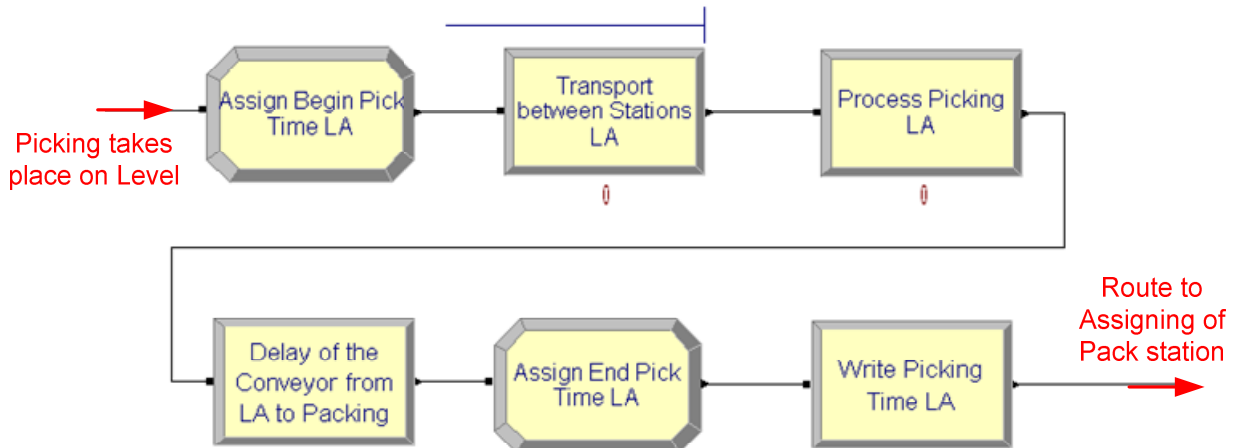 Assign Begin Pick
Time LA
Transport
between Stations
LA
Process Picking
LA
Picking takes
place on Level
0
0
Delay of the
Conveyor from
LA to Packing
Assign End Pick
Time LA
Write Picking
Time LA
Route to
Assigning of
Pack station